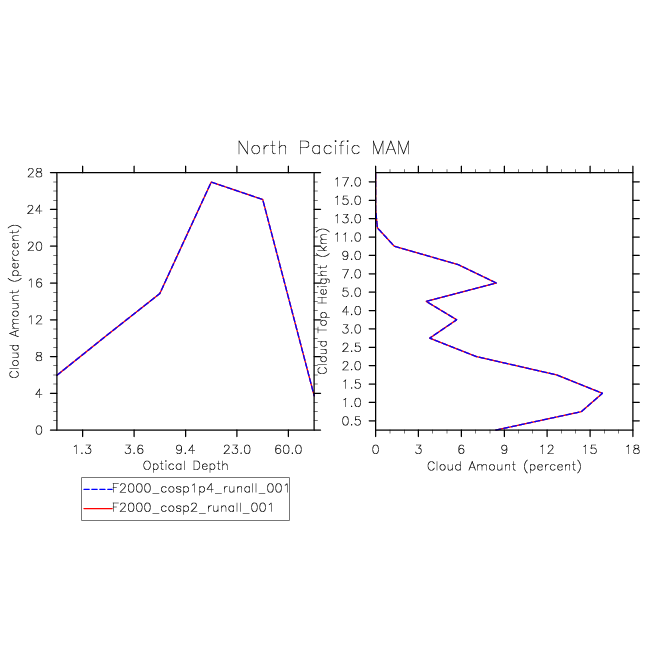 North Pacific MAM
Cloud Amount (percent)
28
24
20
16
12
8
4
0
1.3 3.6 9.4 23.0 60.0
Optical Depth
Cloud Top Height (km)
17.0
15.0
13.0
11.0
9.0
7.0
5.0
4.0
3.0
2.5
2.0
1.5
1.0
0.5
0 3 6 9 12 15 18
Cloud Amount (percent)
F2000_cosp1p4_runall_001
F2000_cosp2_runall_001